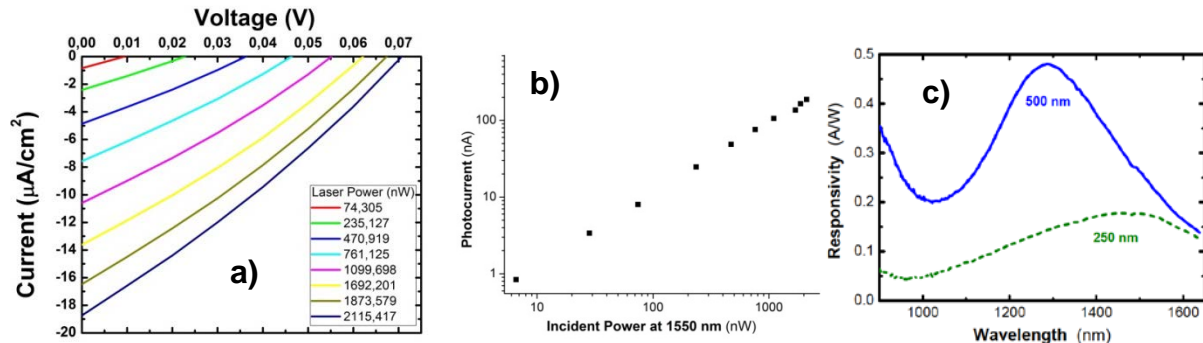 Voltage (V)
0,00 0,01 0,02 0,03 0,04 0,05 0,06 0,07
Current (μA/cm²)
0
-2
-4
-6
-8
-10
-12
-14
-16
-18
-20
Laser Power (nW)
74,305
235,127
470,919
761,125
1099,698
1692,201
1873,579
2115,417
a)
b)
Photocurrent (nA)
100
10
1
10 100 1000
Incident Power at 1550 nm (nW)
c)
Responsivity (A/W)
0.5
0.4
0.3
0.2
0.1
0.0
500 nm
250 nm
1000 1200 1400 1600
Wavelength (nm)